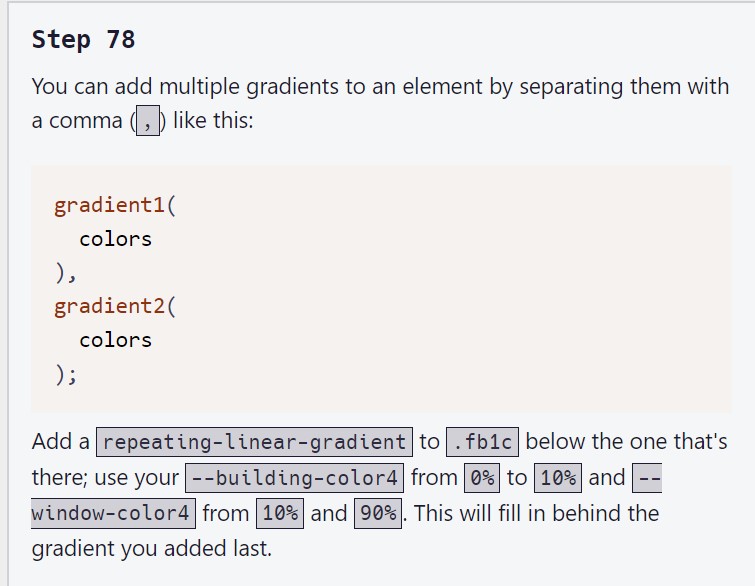 Step 78
You can add multiple gradients to an element by separating them with
a comma (,) like this:
gradient1(
colors
),
gradient2(
colors
);
Add a repeating-linear-gradient to .fb1c below the one that's
there; use your --building-color4 from 0% to 10% and --
window-color4 from 10% and 90%. This will fill in behind the
gradient you added last.